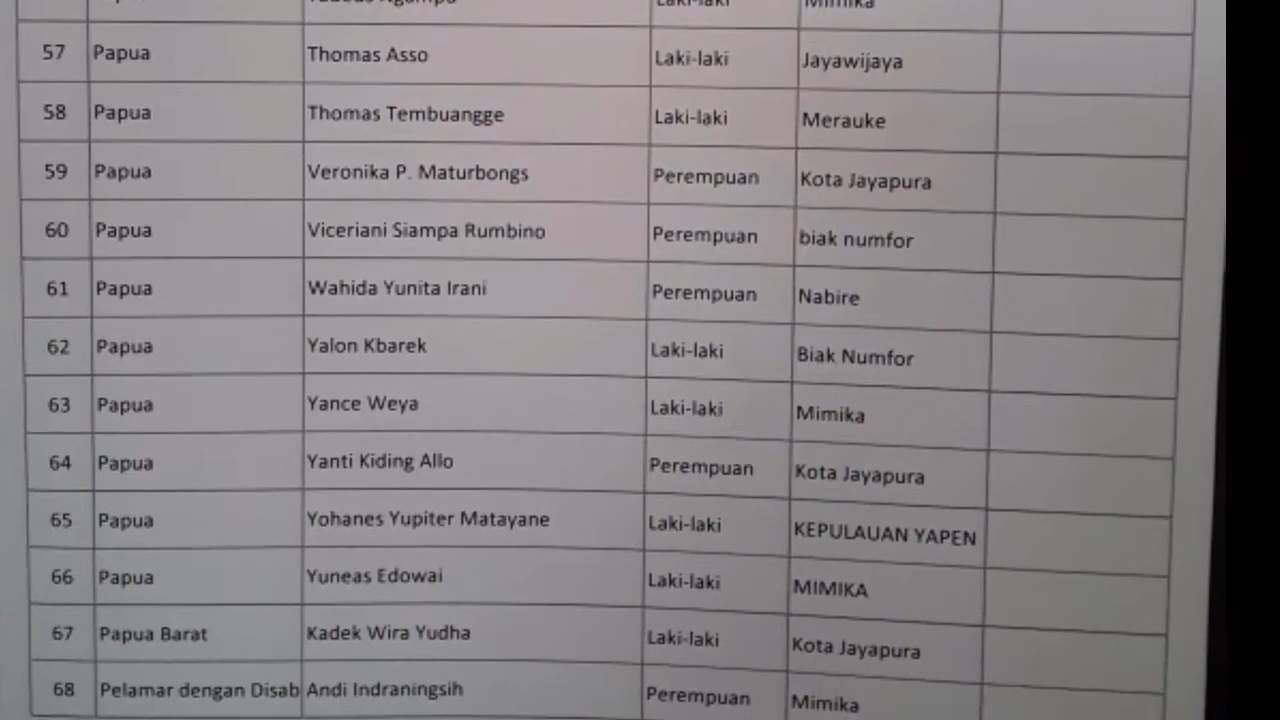 Laki-laki Mimika
57 Papua Thomas Asso Laki-laki Jayawijaya
58 Papua Thomas Tembuangge Laki-laki Merauke
59 Papua Veronika P. Maturbongs Perempuan Kota Jayapura
60 Papua Viceriani Siampa Rumbino Perempuan biak numfor
61 Papua Wahida Yunita Irani Perempuan Nabire
62 Papua Yalon Kbarek Laki-laki Biak Numfor
63 Papua Yance Weya Laki-laki Mimika
64 Papua Yanti Kiding Allo Perempuan Kota Jayapura
65 Papua Yohanes Yupiter Matayane Laki-laki KEPULAUAN YAPEN
66 Papua Yuneas Edowai Laki-laki MIMIKA
67 Papua Barat Kadek Wira Yudha Laki-laki Kota Jayapura
68 Pelamar dengan Disab Andi Indraningsih Perempuan Mimika